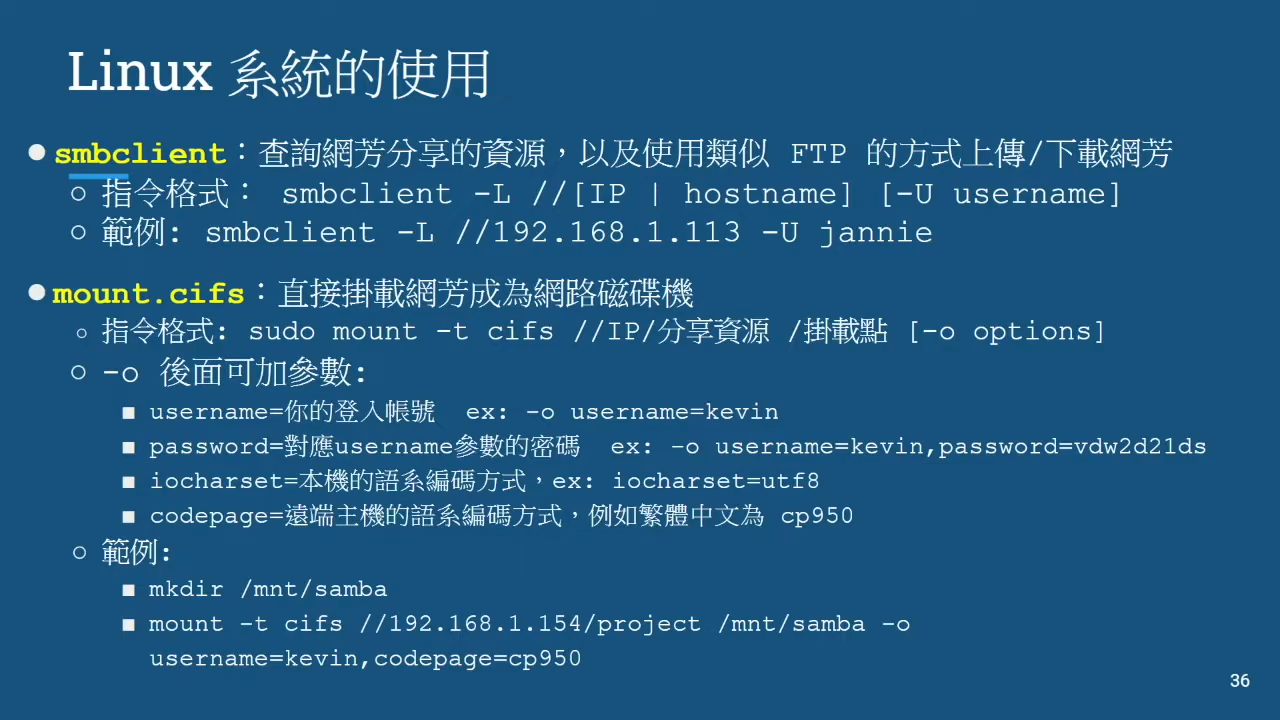 Linux 系統的使用
● smbclient：查詢網芳分享的資源，以及使用類似 FTP 的方式上傳/下載網芳
○ 指令格式： smbclient -L //[IP | hostname] [-U username]
○ 範例: smbclient -L //192.168.1.113 -U jannie
● mount.cifs：直接掛載網芳成為網路磁碟機
○ 指令格式: sudo mount -t cifs //IP/分享資源 /掛載點 [-o options]
○ -o 後面可加參數:
■ username=你的登入帳號 ex: -o username=kevin
■ password=對應username參數的密碼 ex: -o username=kevin,password=vdw2d21ds
■ iocharset=本機的語系編碼方式，ex: iocharset=utf8
■ codepage=遠端主機的語系編碼方式，例如繁體中文為 cp950
○ 範例:
■ mkdir /mnt/samba
■ mount -t cifs //192.168.1.154/project /mnt/samba -o
username=kevin,codepage=cp950
36